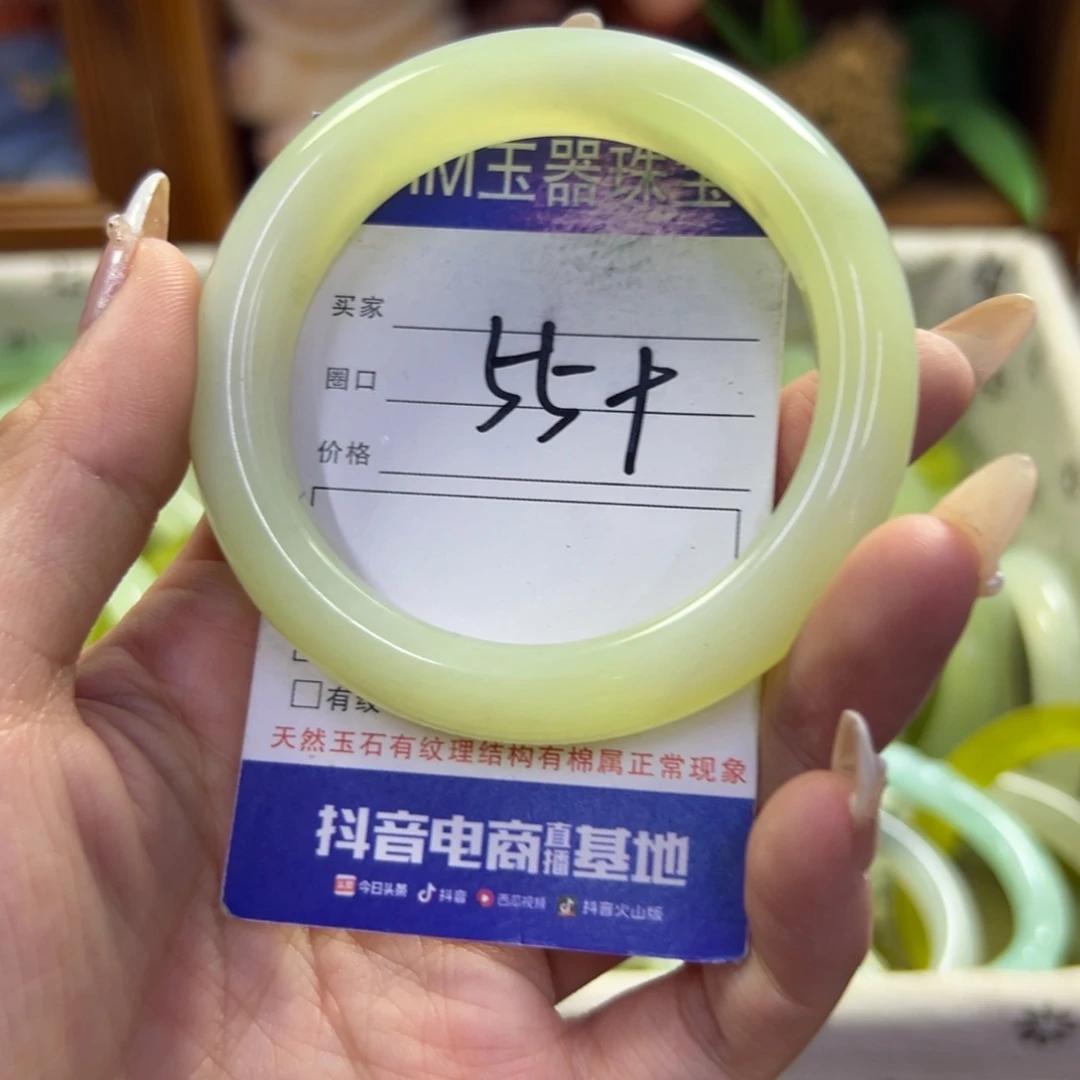 M玉器珠宝
买家
圈口
55+
价格
有纹
天然玉石有纹理结构有棉属正常现象
抖音电商直播基地
今日头条 抖音 西瓜视频 抖音火山版